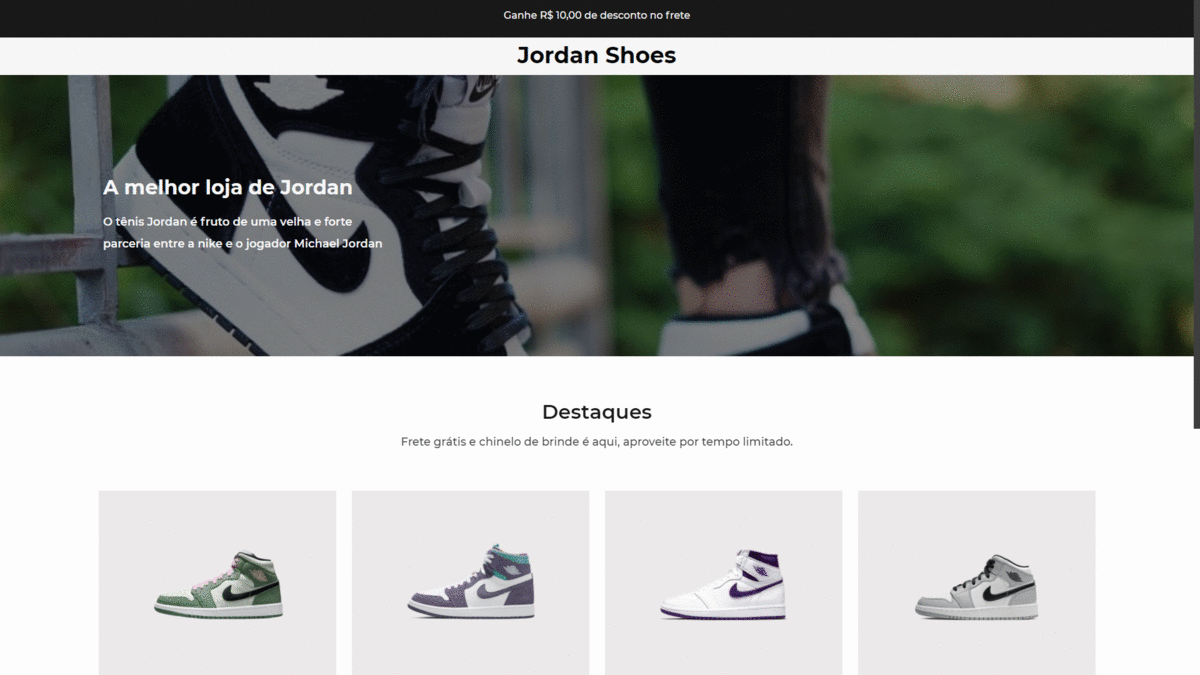 Ganhe R$ 10,00 de desconto no frete
Jordan Shoes
A melhor loja de Jordan
O tênis Jordan é fruto de uma velha e forte
parceria entre a nike e o jogador Michael Jordan
Destaques
Frete grátis e chinelo de brinde é aqui, aproveite por tempo limitado.